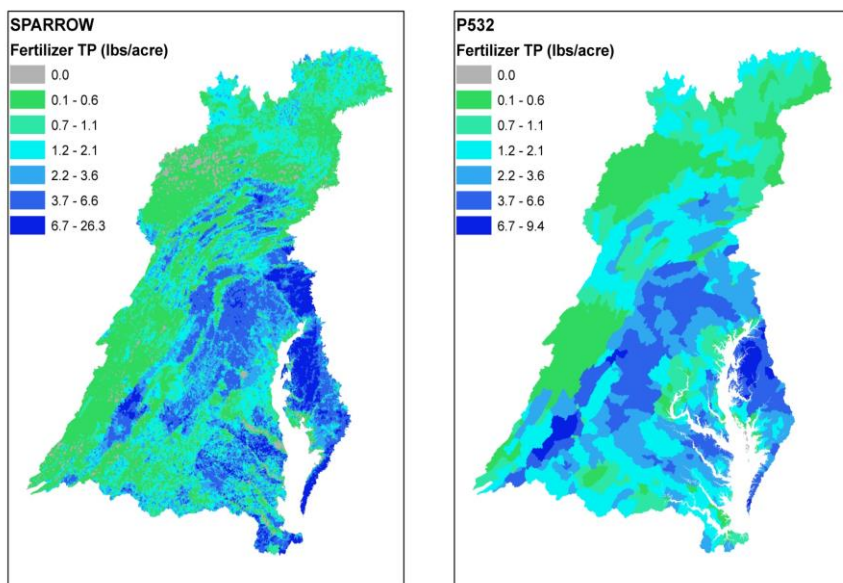 SPARROW
Fertilizer TP (lbs/acre)
0.0
0.1 - 0.6
0.7 - 1.1
1.2 - 2.1
2.2 - 3.6
3.7 - 6.6
6.7 - 26.3
P532
Fertilizer TP (lbs/acre)
0.0
0.1 - 0.6
0.7 - 1.1
1.2 - 2.1
2.2 - 3.6
3.7 - 6.6
6.7 - 9.4